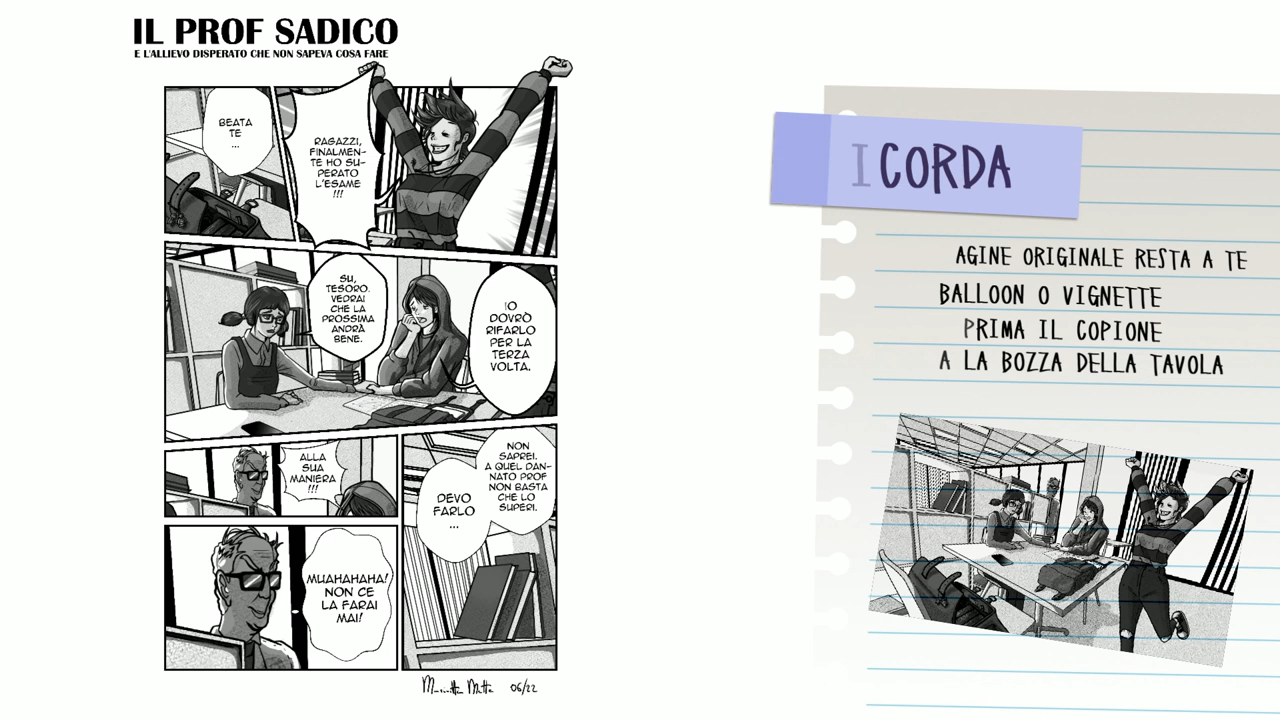 IL PROF SADICO
E L'ALLIEVO DISPERATO CHE NON SAPEVA COSA FARE
BEATA
TE
...
RAGAZZI,
FINALMEN-
TE HO SU-
PERATO
L'ESAME
!!!
SU,
TESORO.
VEDRAI
CHE LA
PROSSIMA
ANDRÀ
BENE.
IO
DOVRÒ
RIFARLO
PER LA
TERZA
VOLTA.
ALLA
SUA
MANIERA
!!!
NON
SAPREI.
A QUEL DAN-
NATO PROF
NON BASTA
CHE LO
SUPERI.
DEVO
FARLO
...
MUAHAHAHA!
NON CE
LA FARAI
MAI!
06/22
I CORDA
AGINE ORIGINALE RESTA A TE
BALLOON O VIGNETTE
PRIMA IL COPIONE
A LA BOZZA DELLA TAVOLA